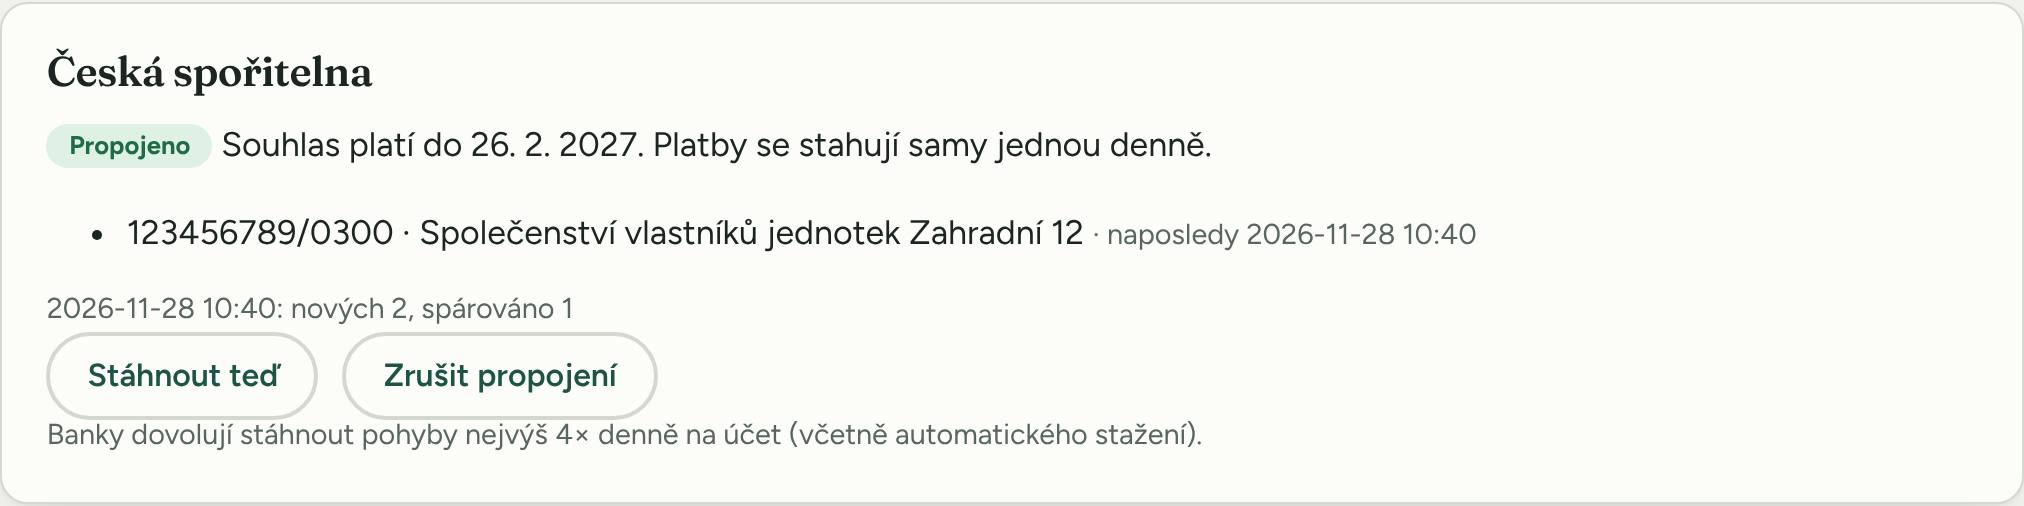 Česká spořitelna
Propojeno Souhlas platí do 26. 2. 2027. Platby se stahují samy jednou denně.
• 123456789/0300 · Společenství vlastníků jednotek Zahradní 12 · naposledy 2026-11-28 10:40
2026-11-28 10:40: nových 2, spárováno 1
Stáhnout teď Zrušit propojení
Banky dovolují stáhnout pohyby nejvýš 4× denně na účet (včetně automatického stažení).